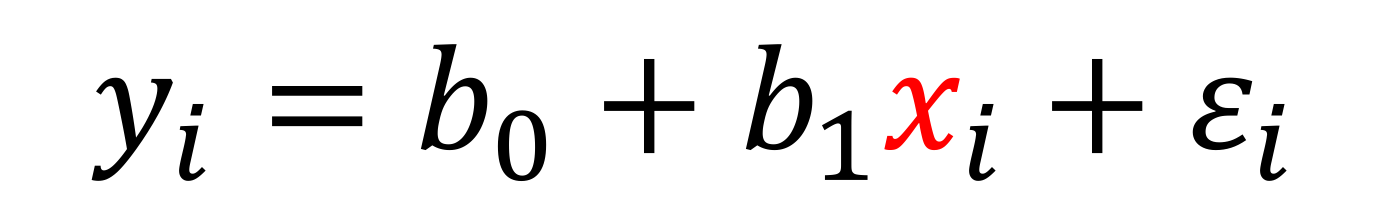 yᵢ = b₀ + b₁xᵢ + εᵢ